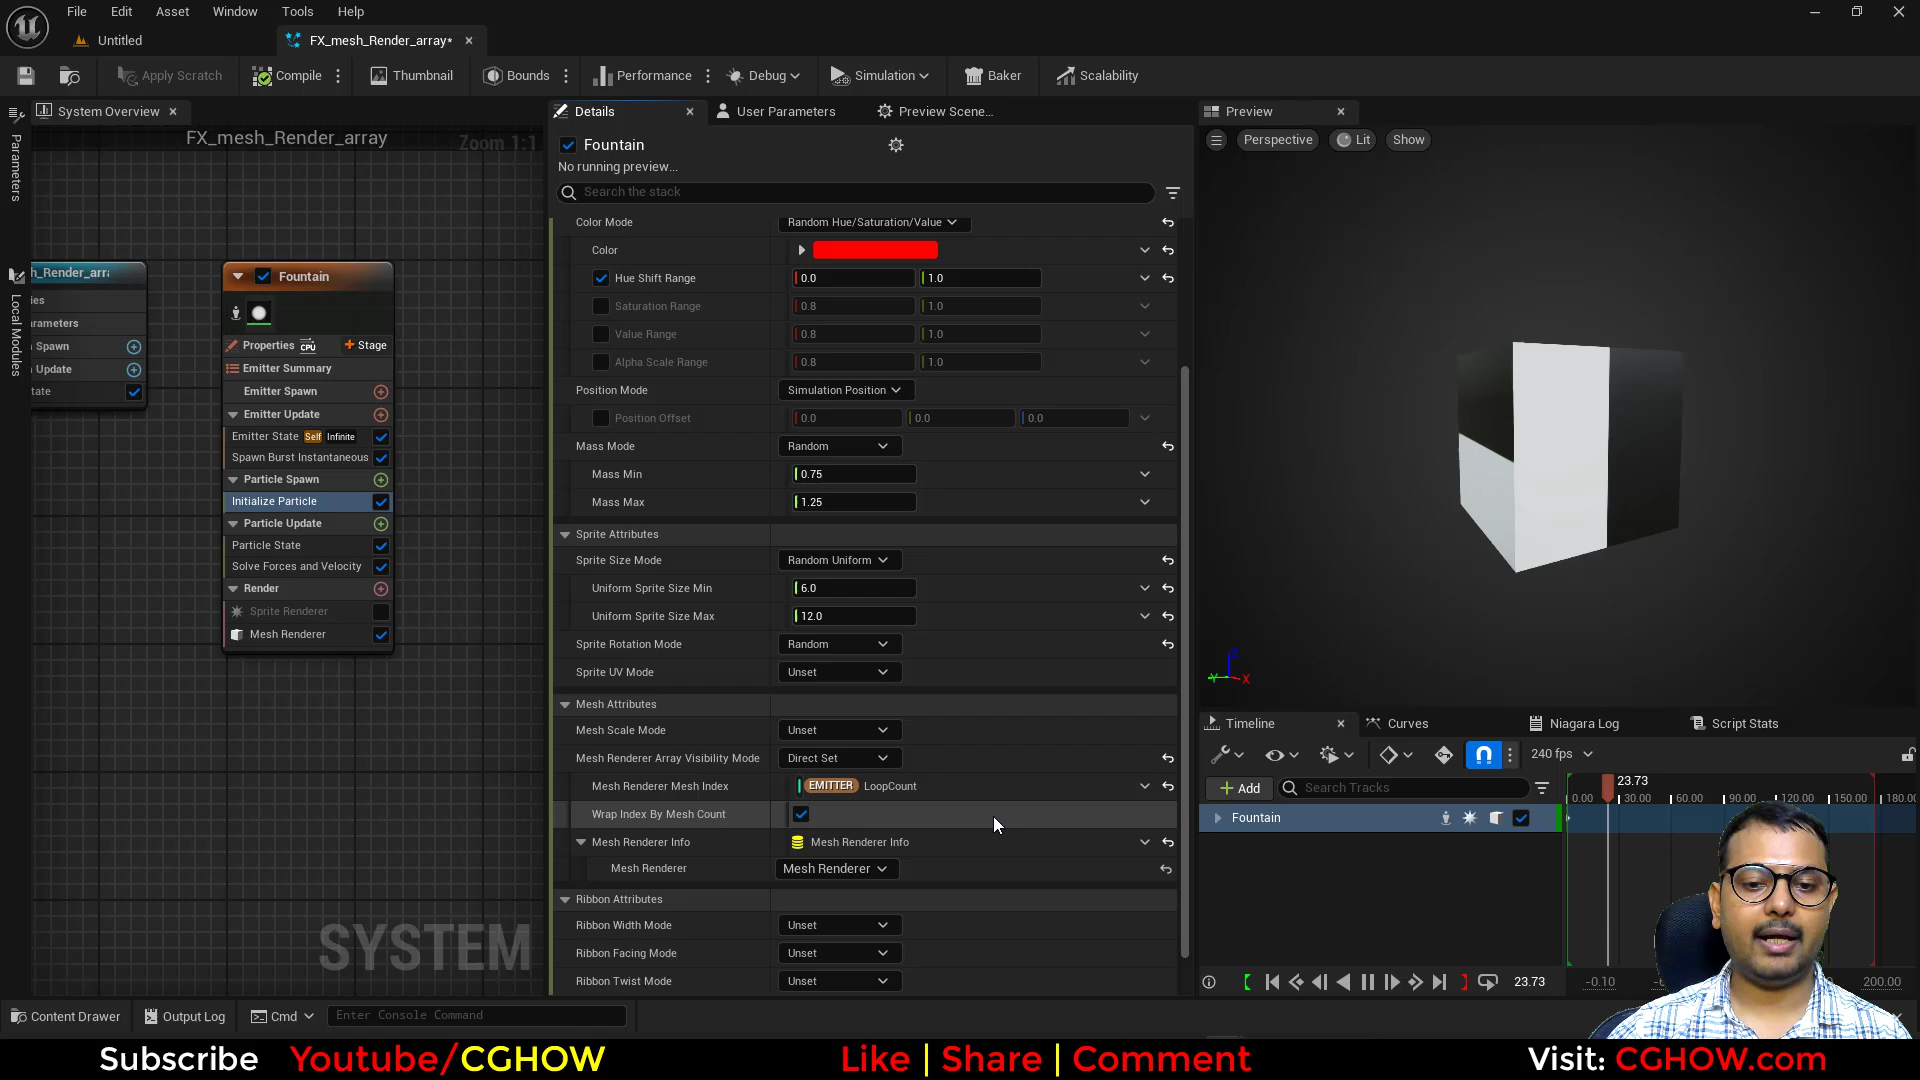 File Edit Asset Window Tools Help
Untitled
FX_mesh_Render_array*
Apply Scratch
Compile
Thumbnail
Bounds
Performance
Debug
Simulation
Baker
Scalability
Parameters
Local Modules
System Overview
FX_mesh_Render_array
Zoom 1:1
h_Render_arra
ies
arameters
Spawn
Update
tate
Fountain
Properties CPU + Stage
Emitter Summary
Emitter Spawn
Emitter Update
Emitter State Self Infinite
Spawn Burst Instantaneous
Particle Spawn
Initialize Particle
Particle Update
Particle State
Solve Forces and Velocity
Render
Sprite Renderer
Mesh Renderer
SYSTEM
Details
User Parameters
Preview Scene...
Fountain
No running preview...
Search the stack
Color Mode Random Hue/Saturation/Value
Color
Hue Shift Range 0.0 1.0
Saturation Range 0.8 1.0
Value Range 0.8 1.0
Alpha Scale Range 0.8 1.0
Position Mode Simulation Position
Position Offset 0.0 0.0 0.0
Mass Mode Random
Mass Min 0.75
Mass Max 1.25
Sprite Attributes
Sprite Size Mode Random Uniform
Uniform Sprite Size Min 6.0
Uniform Sprite Size Max 12.0
Sprite Rotation Mode Random
Sprite UV Mode Unset
Mesh Attributes
Mesh Scale Mode Unset
Mesh Renderer Array Visibility Mode Direct Set
Mesh Renderer Mesh Index EMITTER LoopCount
Wrap Index By Mesh Count
Mesh Renderer Info Mesh Renderer Info
Mesh Renderer Mesh Renderer
Ribbon Attributes
Ribbon Width Mode Unset
Ribbon Facing Mode Unset
Ribbon Twist Mode Unset
Preview
Perspective Lit Show
Z
Y
X
Timeline
Curves
Niagara Log
Script Stats
240 fps
+ Add
Search Tracks
23.73
0.00 30.00 60.00 90.00 120.00 150.00 180.00
Fountain
23.73
-0.10
200.00
Content Drawer
Output Log
Cmd
Enter Console Command
Subscribe Youtube/CGHOW
Like | Share | Comment
Visit: CGHOW.com